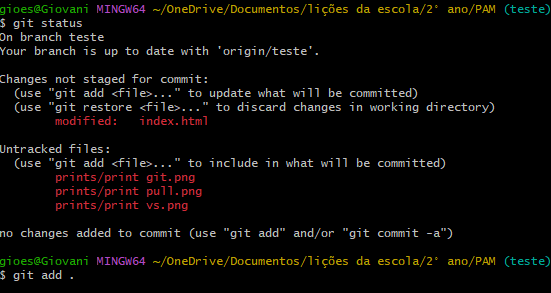 gioes@Giovani MINGW64 ~/OneDrive/Documentos/lições da escola/2° ano/PAM (teste)
$ git status
On branch teste
Your branch is up to date with 'origin/teste'.
Changes not staged for commit:
(use "git add <file>..." to update what will be committed)
(use "git restore <file>..." to discard changes in working directory)
modified: index.html
Untracked files:
(use "git add <file>..." to include in what will be committed)
prints/print git.png
prints/print pull.png
prints/print vs.png
no changes added to commit (use "git add" and/or "git commit -a")
gioes@Giovani MINGW64 ~/OneDrive/Documentos/lições da escola/2° ano/PAM (teste)
$ git add .